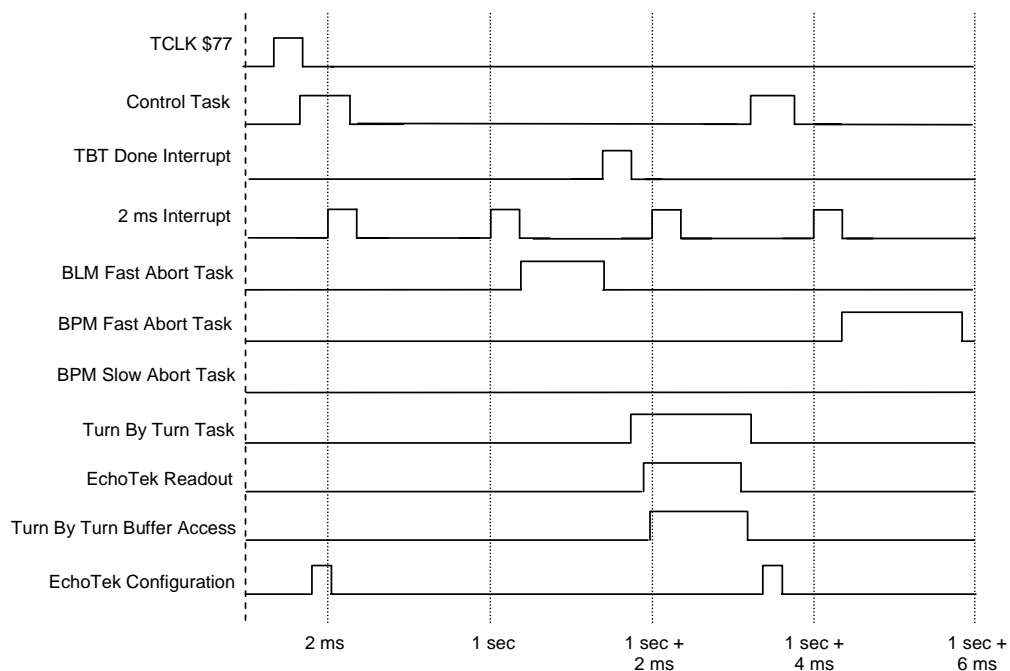 TCLK $77
Control Task
TBT Done Interrupt
2 ms Interrupt
BLM Fast Abort Task
BPM Fast Abort Task
BPM Slow Abort Task
Turn By Turn Task
EchoTek Readout
Turn By Turn Buffer Access
EchoTek Configuration
2 ms
1 sec
1 sec +
2 ms
1 sec +
4 ms
1 sec +
6 ms